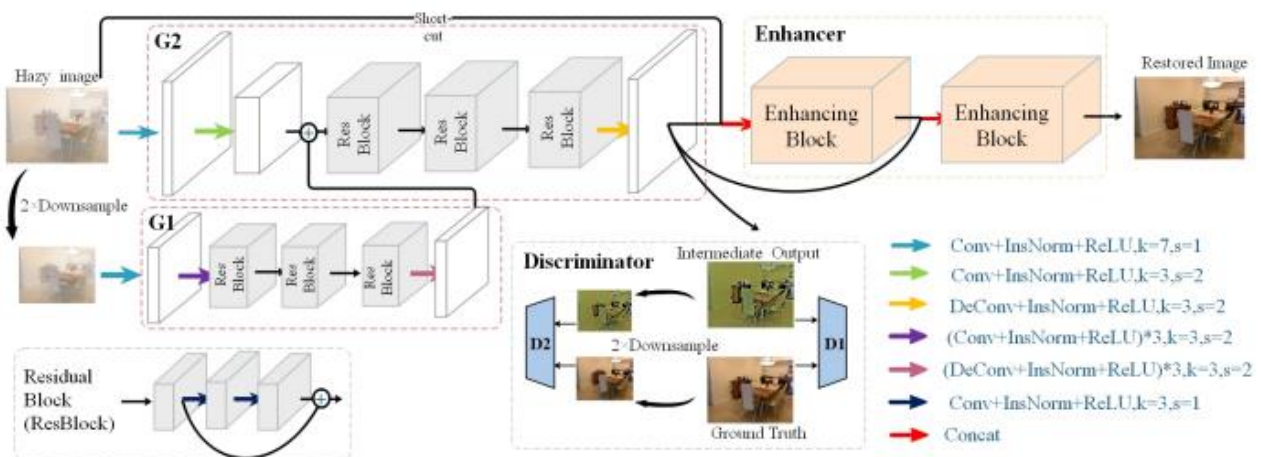 Short-
cut
G2
Enhancer
Hazy image
Restored Image
Res
Block
Res
Block
Res
Block
Enhancing
Block
Enhancing
Block
2×Downsample
G1
Res
Block
Res
Block
Res
Block
Discriminator
Intermediate Output
D2
2×Downsample
D1
Ground Truth
Residual
Block
(ResBlock)
Conv+InsNorm+ReLU,k=7,s=1
Conv+InsNorm+ReLU,k=3,s=2
DeConv+InsNorm+ReLU,k=3,s=2
(Conv+InsNorm+ReLU)*3,k=3,s=2
(DeConv+InsNorm+ReLU)*3,k=3,s=2
Conv+InsNorm+ReLU,k=3,s=1
Concat